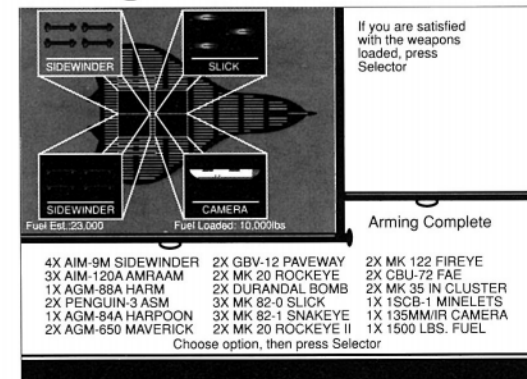 If you are satisfied
with the weapons
loaded, press
Selector
SIDEWINDER
SLICK
SIDEWINDER
CAMERA
Fuel Est.:23,000
Fuel Loaded: 10,000lbs
Arming Complete
4X AIM-9M SIDEWINDER 2X GBV-12 PAVEWAY 2X MK 122 FIREYE
3X AIM-120A AMRAAM 2X MK 20 ROCKEYE 2X CBU-72 FAE
1X AGM-88A HARM 2X DURANDAL BOMB 2X MK 35 IN CLUSTER
2X PENGUIN-3 ASM 3X MK 82-0 SLICK 1X 1SCB-1 MINELETS
1X AGM-84A HARPOON 3X MK 82-1 SNAKEYE 1X 135MM/IR CAMERA
2X AGM-650 MAVERICK 2X MK 20 ROCKEYE II 1X 1500 LBS. FUEL
Choose option, then press Selector